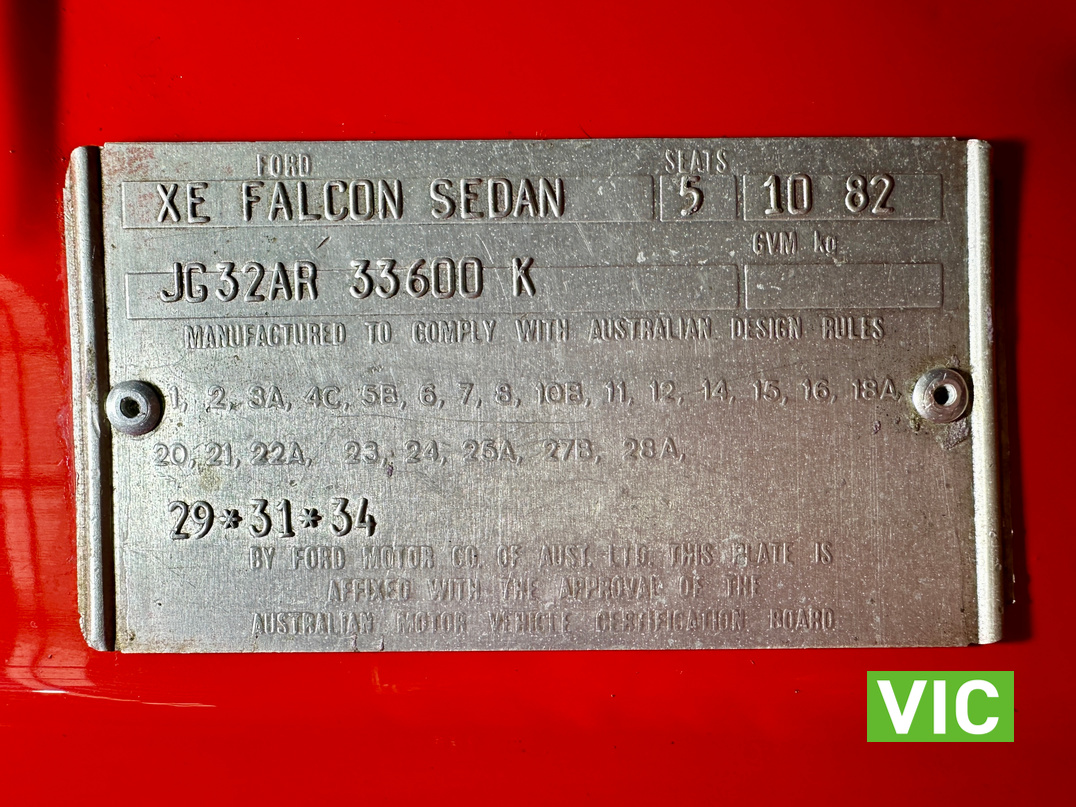 FORD SEATS
XE FALCON SEDAN 5 10 82
GVM kg
JG32AR 33600 K
MANUFACTURED TO COMPLY WITH AUSTRALIAN DESIGN RULES
1, 2, 3A, 4C, 5B, 6, 7, 8, 10B, 11, 12, 14, 15, 16, 18A,
20, 21, 22A, 23, 24, 25A, 27B, 28A,
29*31*34
BY FORD MOTOR CO. OF AUST. LTD. THIS PLATE IS
AFFIXED WITH THE APPROVAL OF THE
AUSTRALIAN MOTOR VEHICLE CERTIFICATION BOARD.
VIC